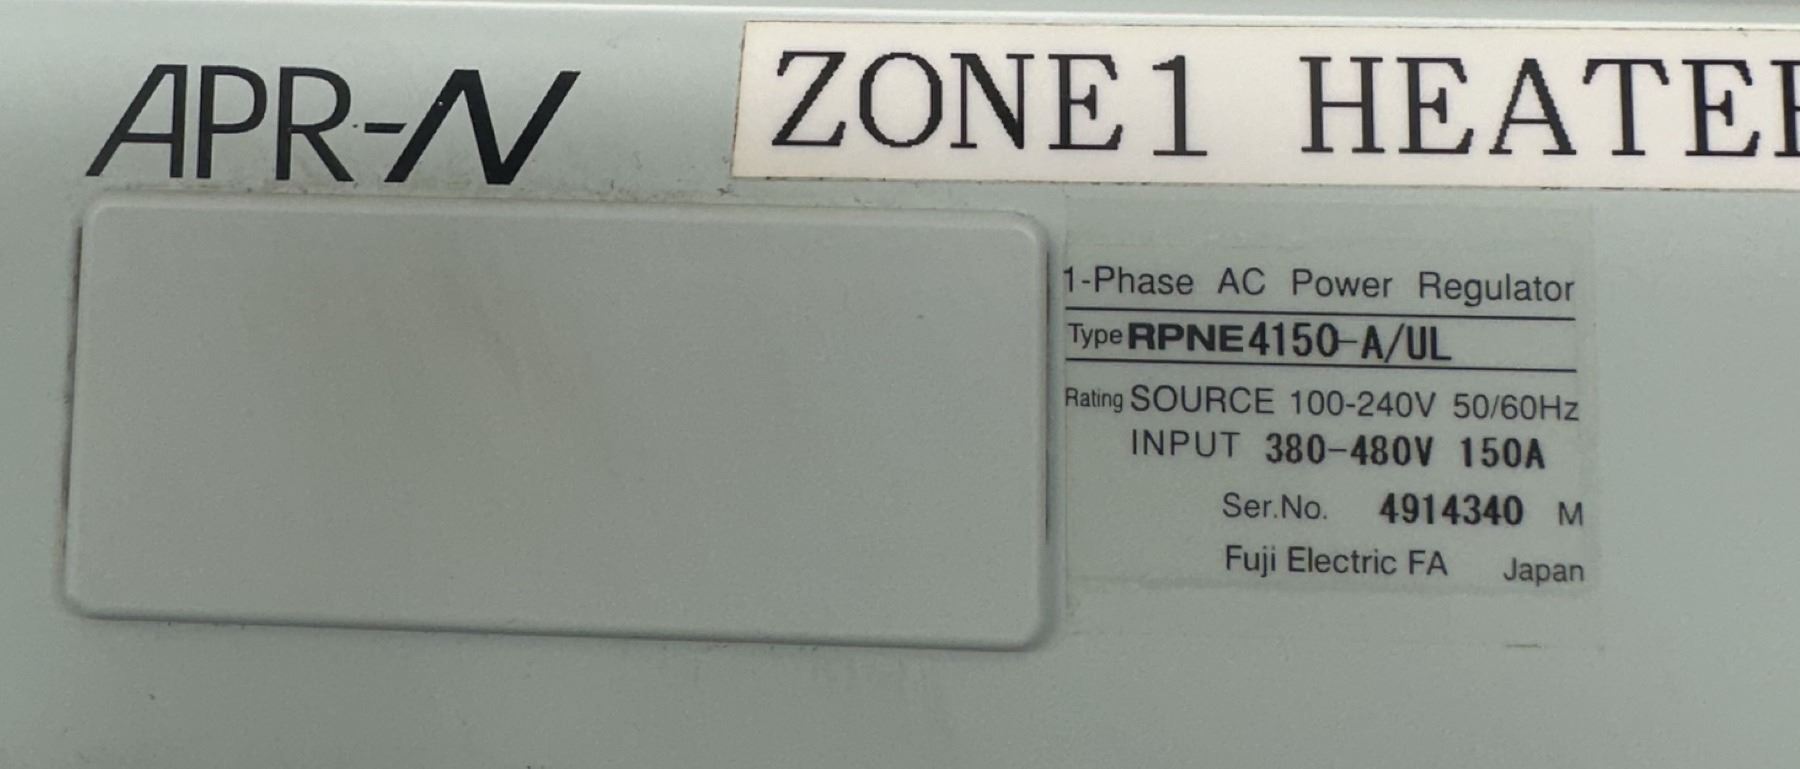 APR-N
ZONE1 HEATER
1-Phase AC Power Regulator
Type RPNE4150-A/UL
Rating SOURCE 100-240V 50/60Hz
INPUT 380-480V 150A
Ser.No. 4914340 M
Fuji Electric FA Japan